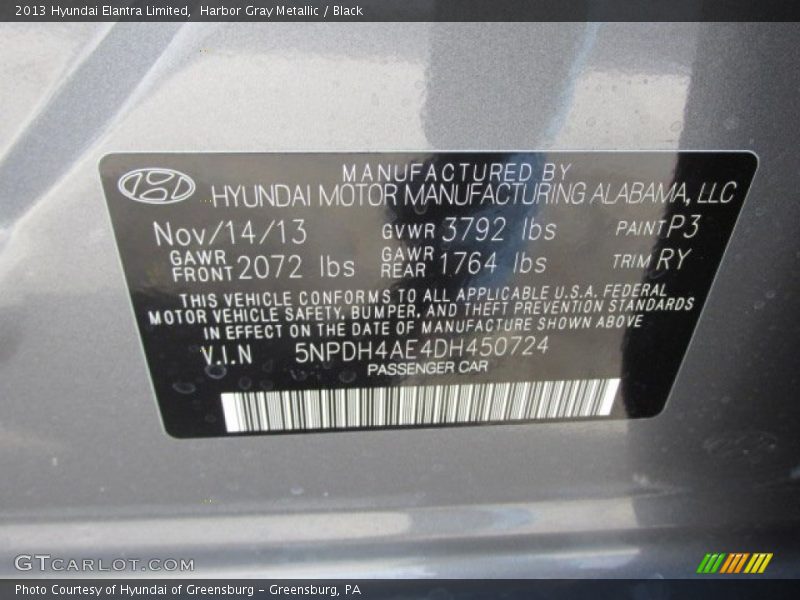 2013 Hyundai Elantra Limited, Harbor Gray Metallic / Black
MANUFACTURED BY
HYUNDAI MOTOR MANUFACTURING ALABAMA, LLC
Nov/14/13 GVWR 3792 lbs PAINT P3
GAWR FRONT 2072 lbs GAWR REAR 1764 lbs TRIM RY
THIS VEHICLE CONFORMS TO ALL APPLICABLE U.S.A. FEDERAL
MOTOR VEHICLE SAFETY, BUMPER, AND THEFT PREVENTION STANDARDS
IN EFFECT ON THE DATE OF MANUFACTURE SHOWN ABOVE
V.I.N 5NPDH4AE4DH450724
PASSENGER CAR
GTCARLOT.COM
Photo Courtesy of Hyundai of Greensburg - Greensburg, PA